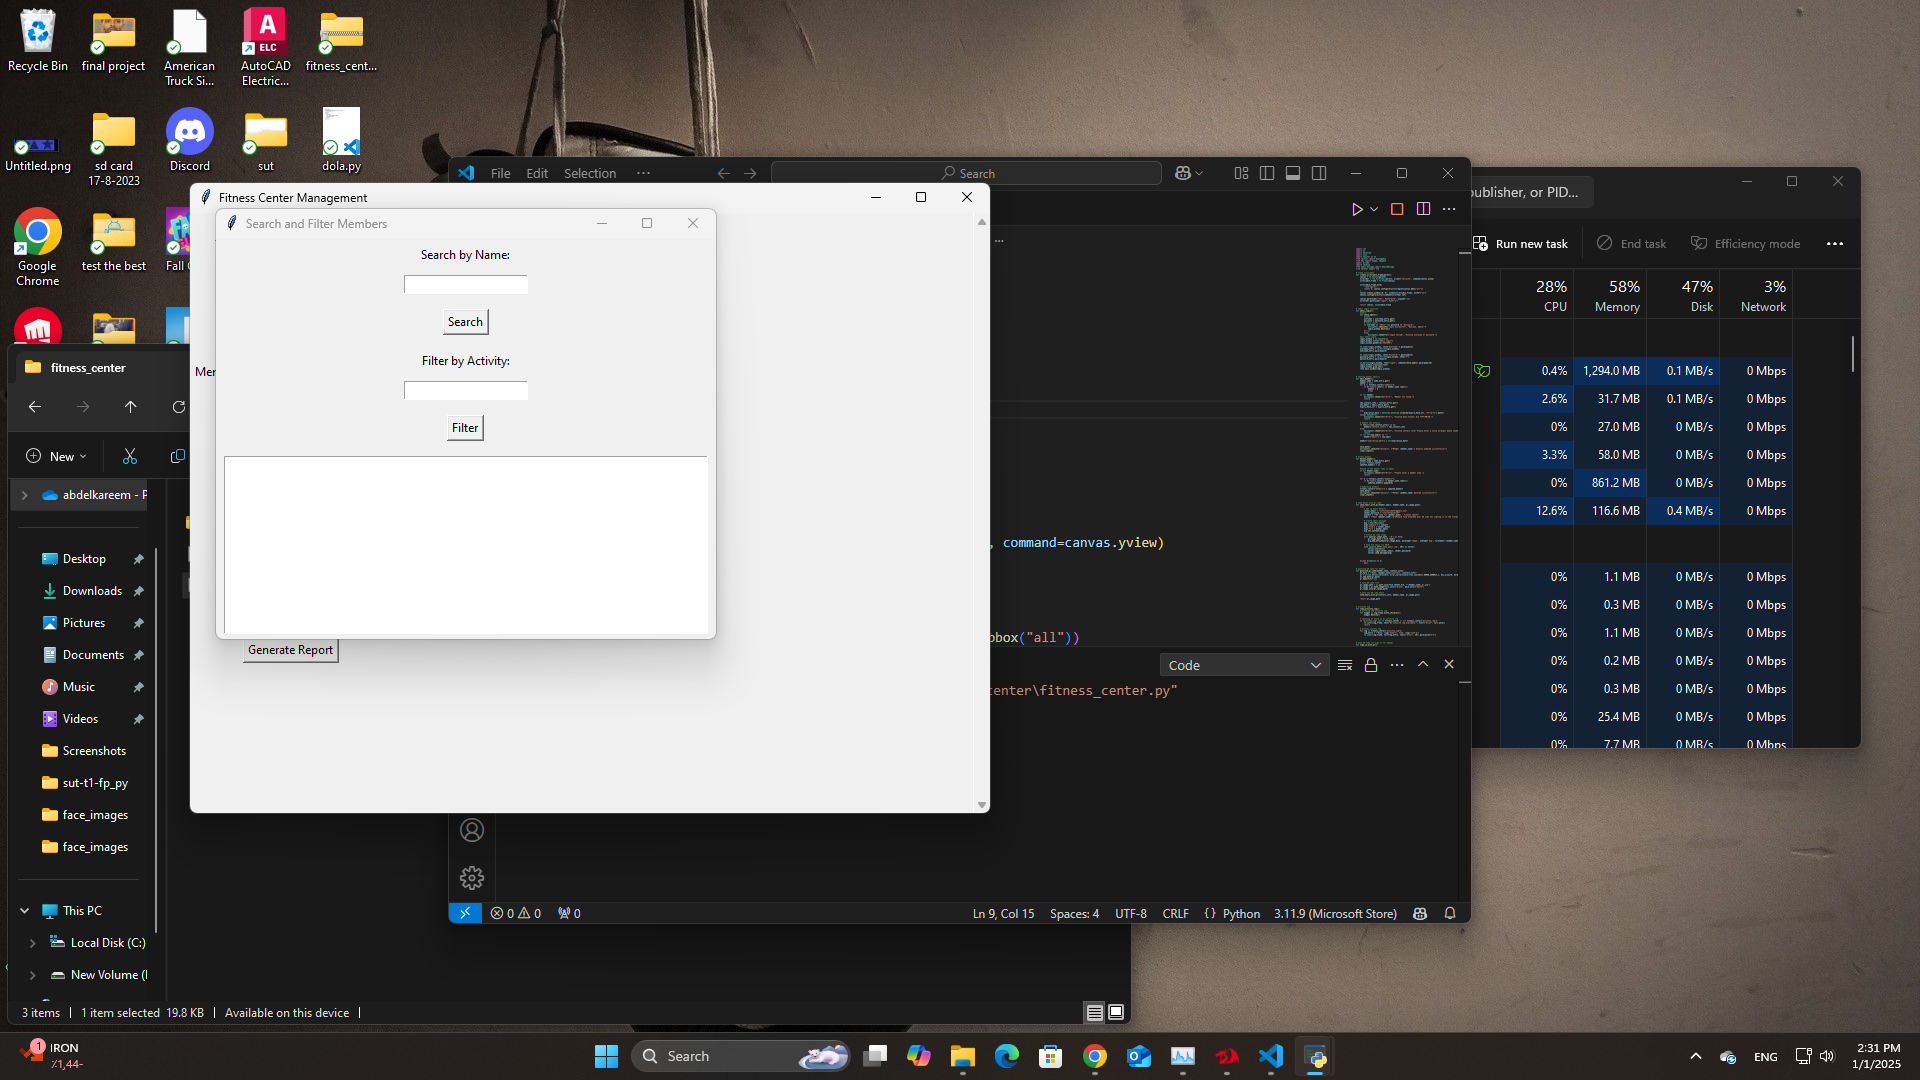 Recycle Bin
final project
American
Truck Si...
AutoCAD
Electric...
fitness_cent...
Untitled.png
sd card
17-8-2023
Discord
sut
dola.py
Google
Chrome
test the best
Fall
File Edit Selection ...
Search
publisher, or PID...
Run new task
End task
Efficiency mode
28% 58% 47% 3%
CPU Memory Disk Network
0.4% 1,294.0 MB 0.1 MB/s 0 Mbps
2.6% 31.7 MB 0.1 MB/s 0 Mbps
0% 27.0 MB 0 MB/s 0 Mbps
3.3% 58.0 MB 0 MB/s 0 Mbps
0% 861.2 MB 0 MB/s 0 Mbps
12.6% 116.6 MB 0.4 MB/s 0 Mbps
0% 1.1 MB 0 MB/s 0 Mbps
0% 0.3 MB 0 MB/s 0 Mbps
0% 1.1 MB 0 MB/s 0 Mbps
0% 0.2 MB 0 MB/s 0 Mbps
0% 0.3 MB 0 MB/s 0 Mbps
0% 25.4 MB 0 MB/s 0 Mbps
0% 7.7 MB 0 MB/s 0 Mbps
Fitness Center Management
Search and Filter Members
Search by Name:
Search
Filter by Activity:
Filter
Mer
Generate Report
...
, command=canvas.yview)
bbox("all"))
Code
center\fitness_center.py"
0 0 0
Ln 9, Col 15 Spaces: 4 UTF-8 CRLF {} Python 3.11.9 (Microsoft Store)
fitness_center
New
abdelkareem - P
Desktop
Downloads
Pictures
Documents
Music
Videos
Screenshots
sut-t1-fp_py
face_images
face_images
This PC
Local Disk (C:)
New Volume (
3 items 1 item selected 19.8 KB Available on this device
1
IRON
٪1,44-
Search
ENG
2:31 PM
1/1/2025